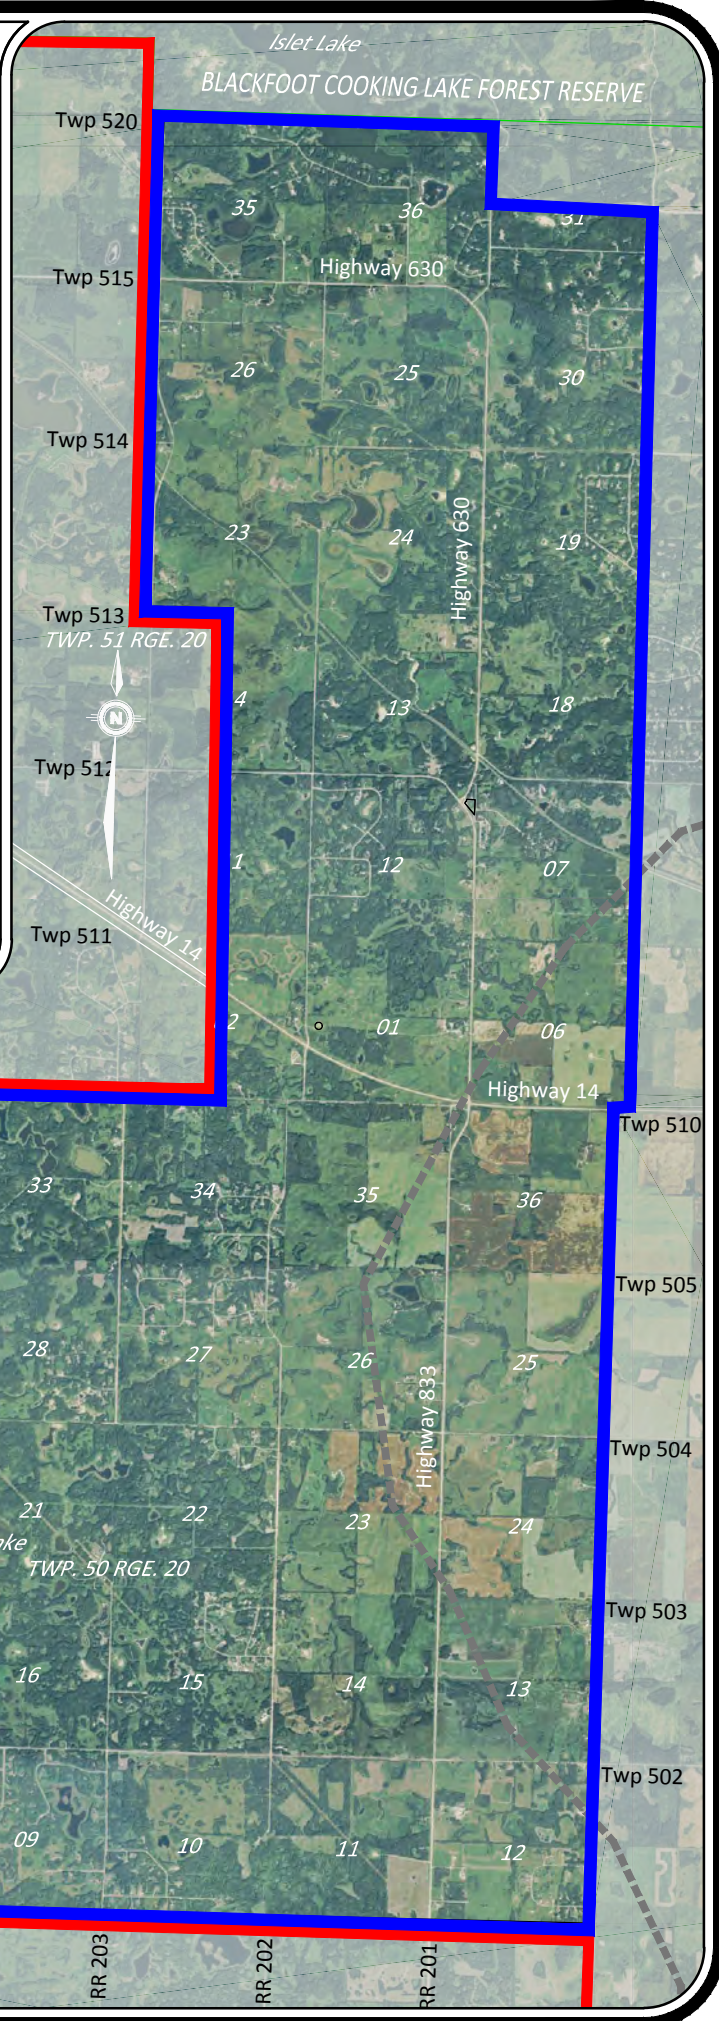 Islet Lake
BLACKFOOT COOKING LAKE FOREST RESERVE
Twp 520
35
36
31
Twp 515
Highway 630
26
25
30
Twp 514
Highway 630
23
24
19
Twp 513
TWP. 51 RGE. 20
4
13
18
N
Twp 512
1
12
07
Highway 14
Twp 511
2
01
06
Highway 14
Twp 510
33
34
35
36
Twp 505
28
27
26
25
Highway 833
Twp 504
21
22
23
24
ke
TWP. 50 RGE. 20
Twp 503
16
15
14
13
Twp 502
09
10
11
12
RR 203
RR 202
RR 201